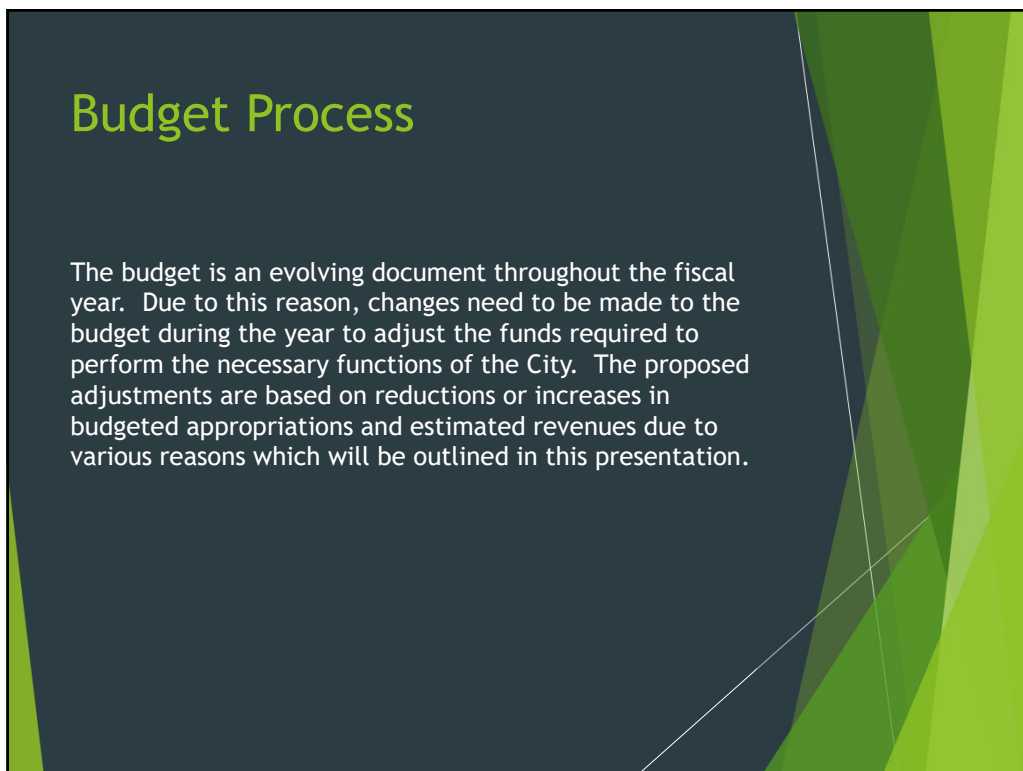 Budget Process
The budget is an evolving document throughout the fiscal
year.  Due to this reason, changes need to be made to the
budget during the year to adjust the funds required to
perform the necessary functions of the City.  The proposed
adjustments are based on reductions or increases in
budgeted appropriations and estimated revenues due to
various reasons which will be outlined in this presentation.